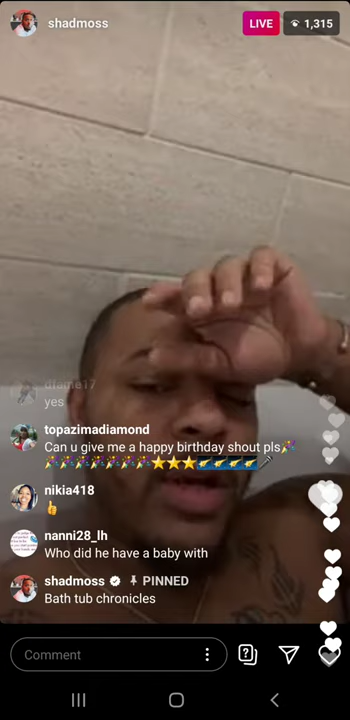 shadmoss
LIVE
1,315
dfame17
yes
topazimadiamond
Can u give me a happy birthday shout pls🎉
🎉🎉🎉🎉🎉🎉🎉⭐⭐⭐🌠🌠🌠🌠🎤
nikia418
👍
nanni28_lh
Who did he have a baby with
shadmoss PINNED
Bath tub chronicles
Comment